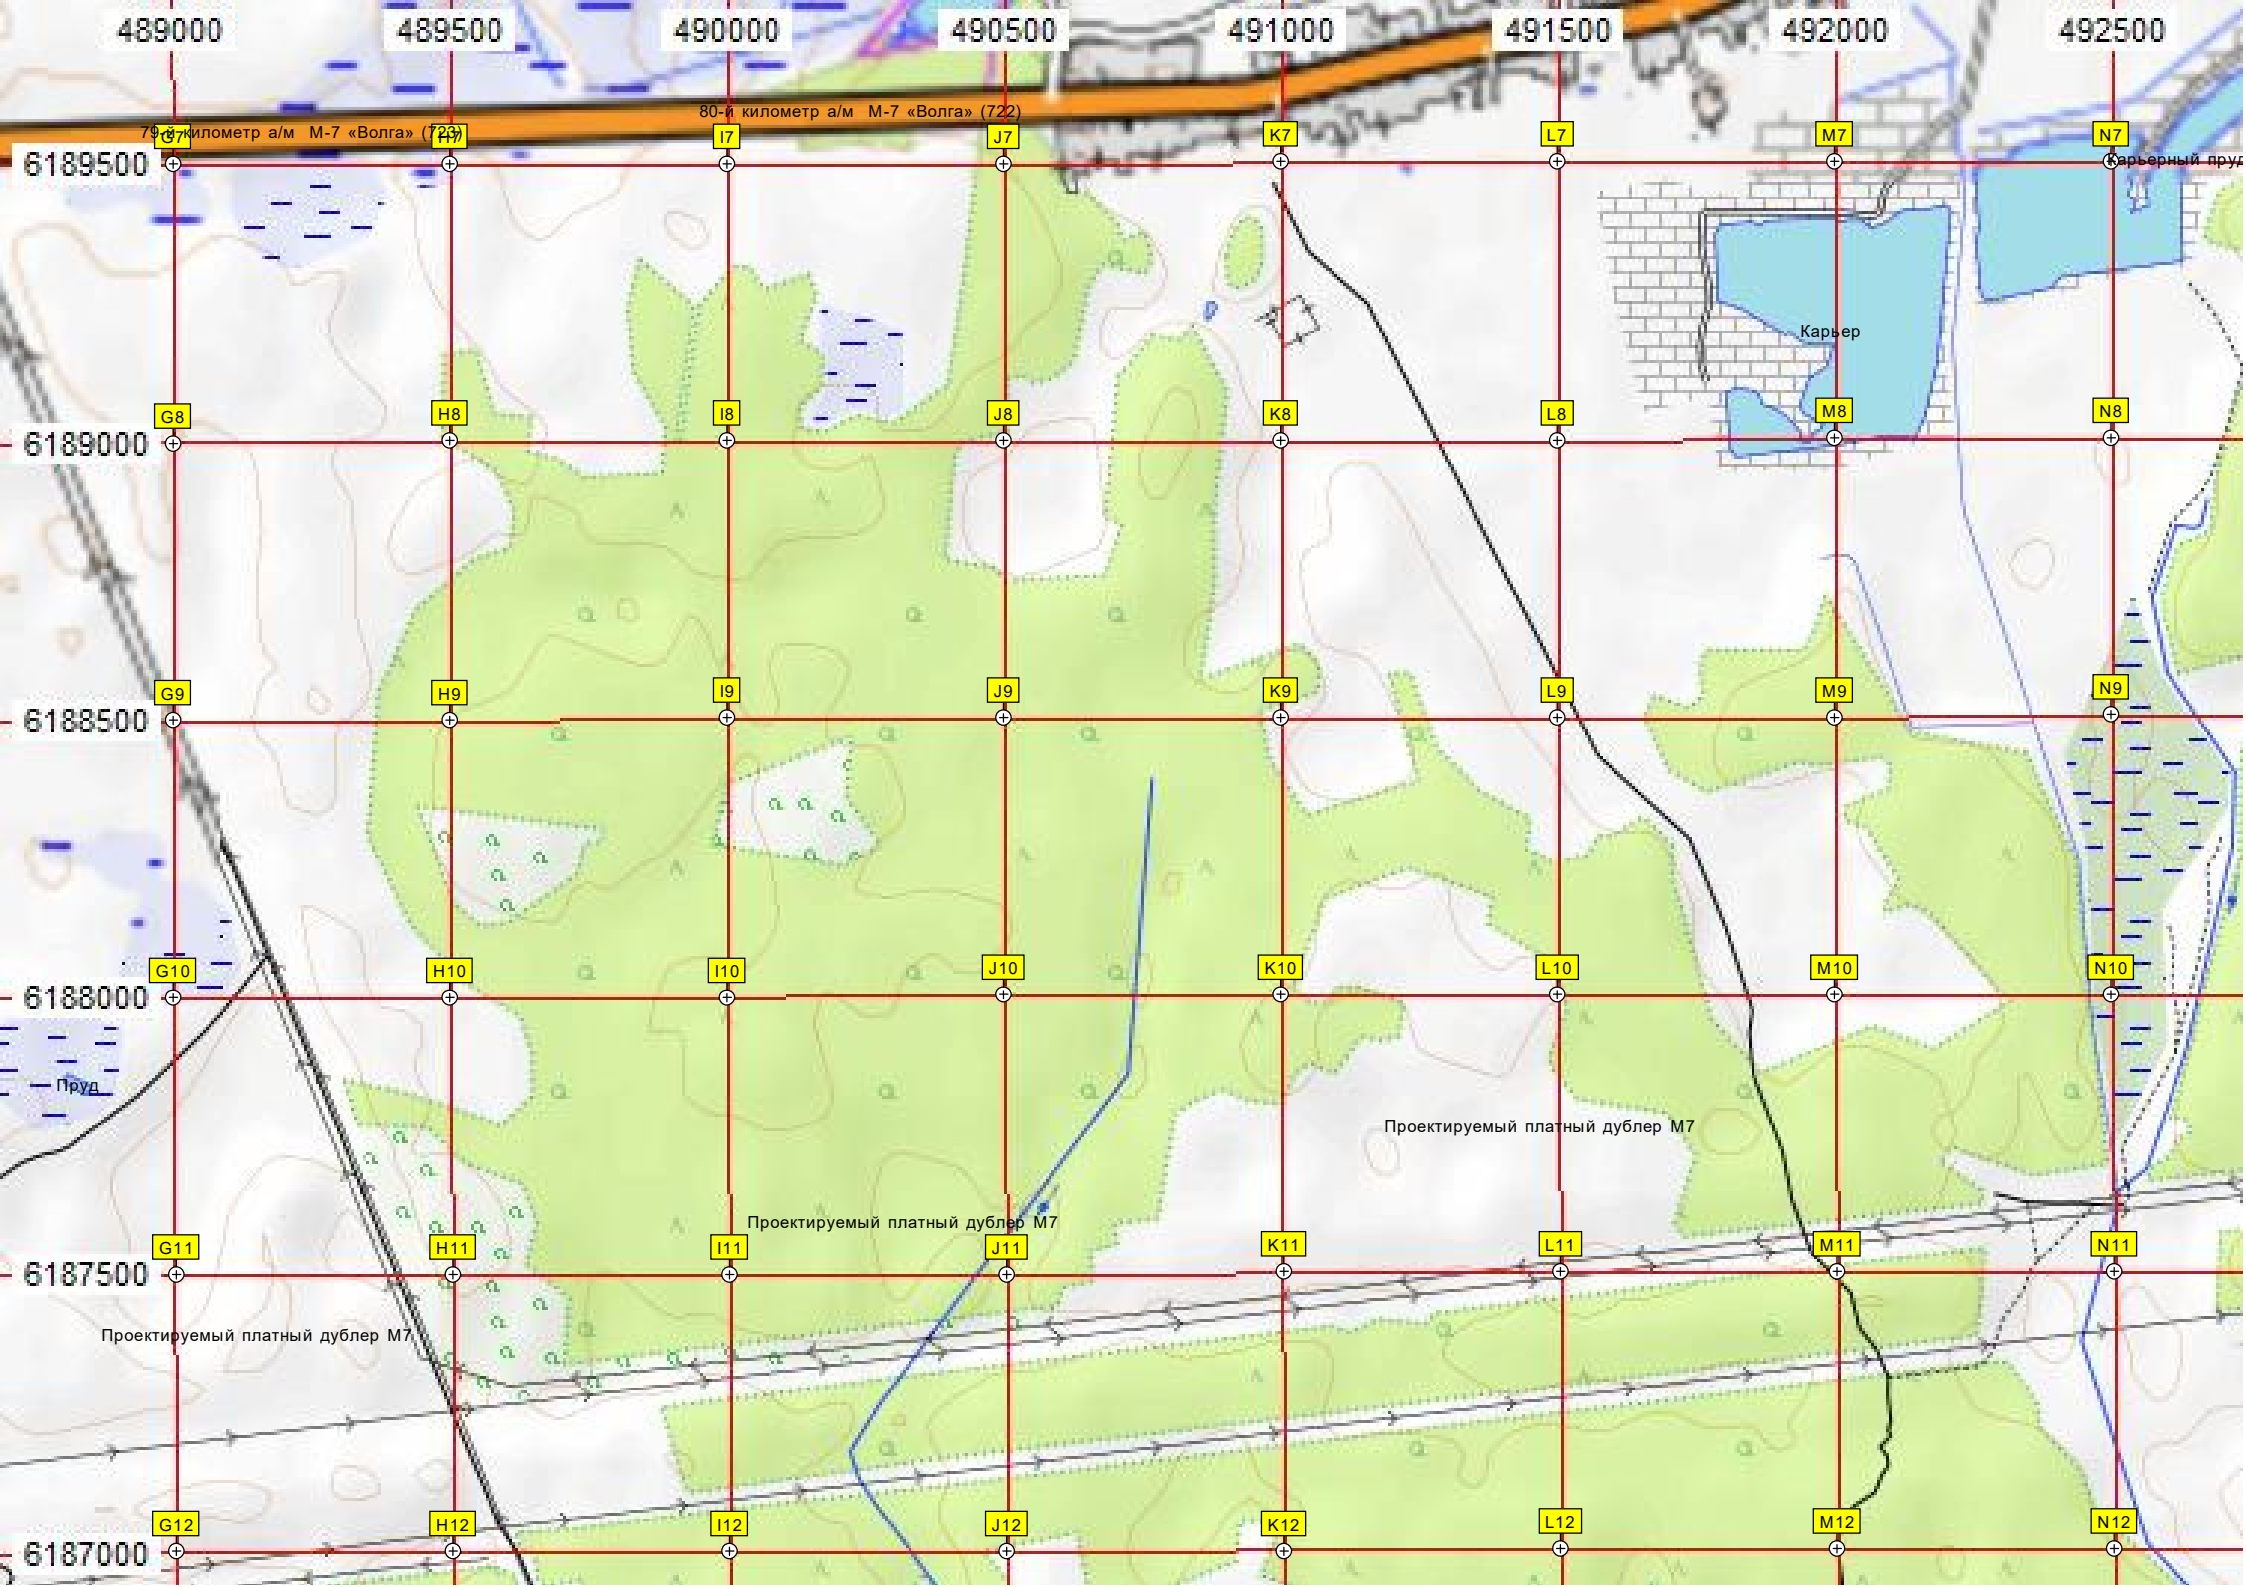 489000 489500 490000 490500 491000 491500 492000 492500
80-й километр а/м М-7 «Волга» (722)
79-й километр а/м М-7 «Волга» (723)
G7 H7 I7 J7 K7 L7 M7 N7
6189500
Карьерный пруд
Карьер
G8 H8 I8 J8 K8 L8 M8 N8
6189000
G9 H9 I9 J9 K9 L9 M9 N9
6188500
G10 H10 I10 J10 K10 L10 M10 N10
6188000
Пруд
Проектируемый платный дублер М7
Проектируемый платный дублер М7
G11 H11 I11 J11 K11 L11 M11 N11
6187500
Проектируемый платный дублер М7
G12 H12 I12 J12 K12 L12 M12 N12
6187000